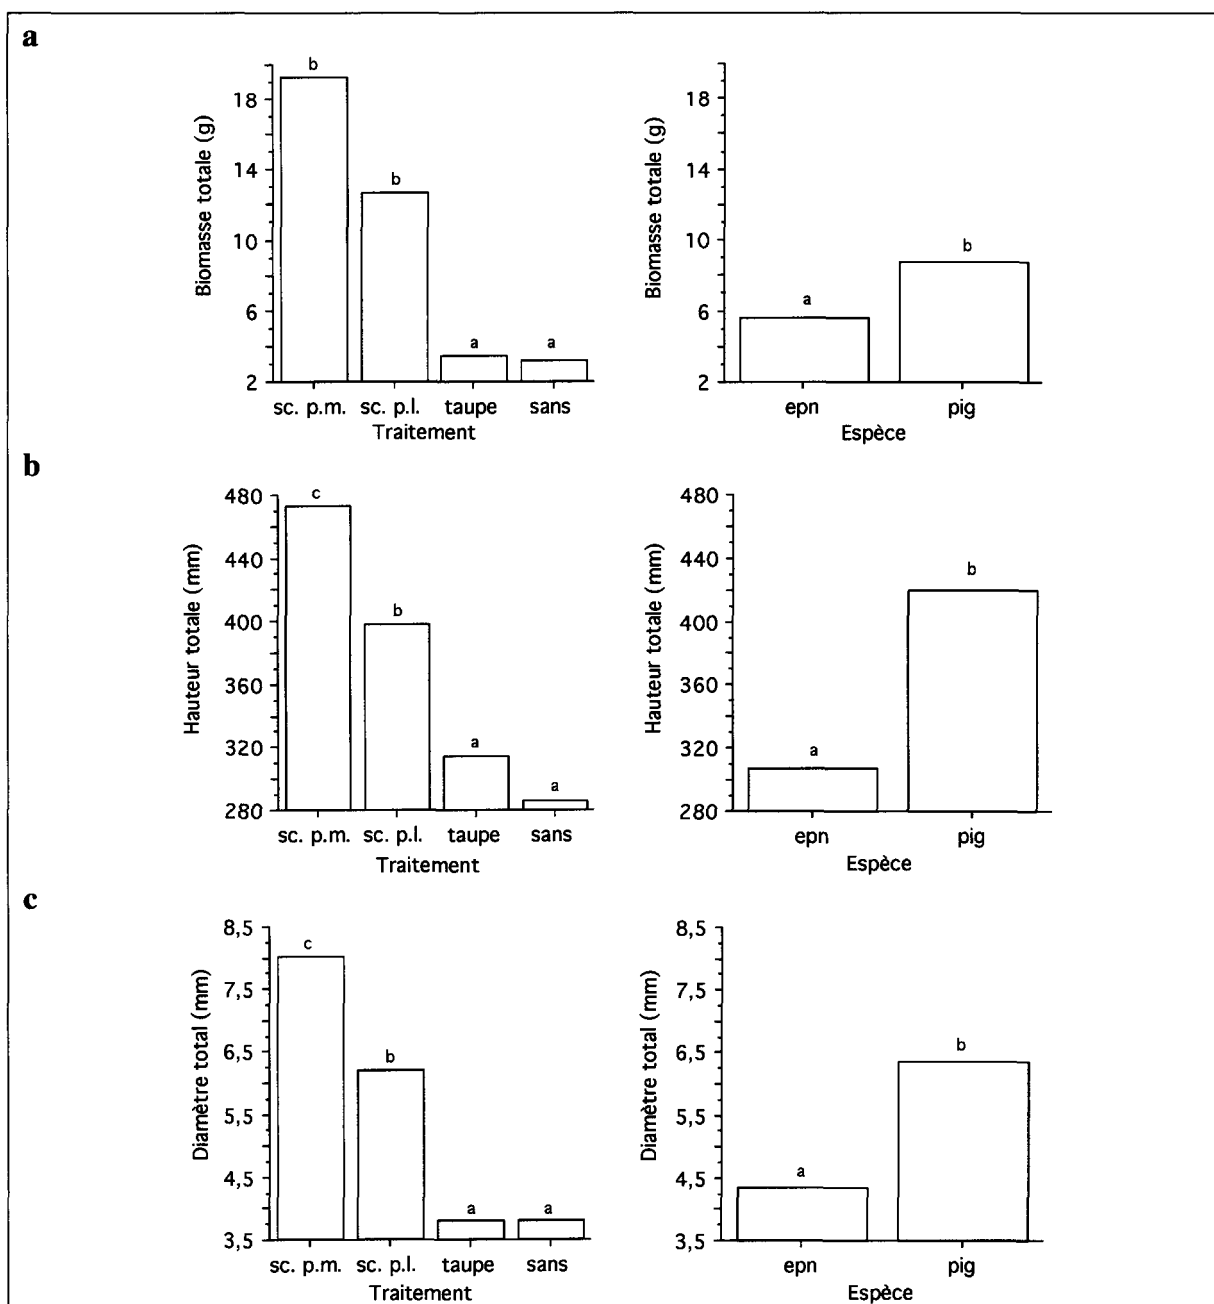 a
b
b
a
a
18
14
10
6
2
Biomasse totale (g)
sc. p.m. sc. p.l. taupe sans
Traitement
a
b
18
14
10
6
2
Biomasse totale (g)
epn pig
Espèce
b
c
b
a
a
480
440
400
360
320
280
Hauteur totale (mm)
sc. p.m. sc. p.l. taupe sans
Traitement
a
b
480
440
400
360
320
280
Hauteur totale (mm)
epn pig
Espèce
c
c
b
a
a
8,5
7,5
6,5
5,5
4,5
3,5
Diamètre total (mm)
sc. p.m. sc. p.l. taupe sans
Traitement
a
b
8,5
7,5
6,5
5,5
4,5
3,5
Diamètre total (mm)
epn pig
Espèce